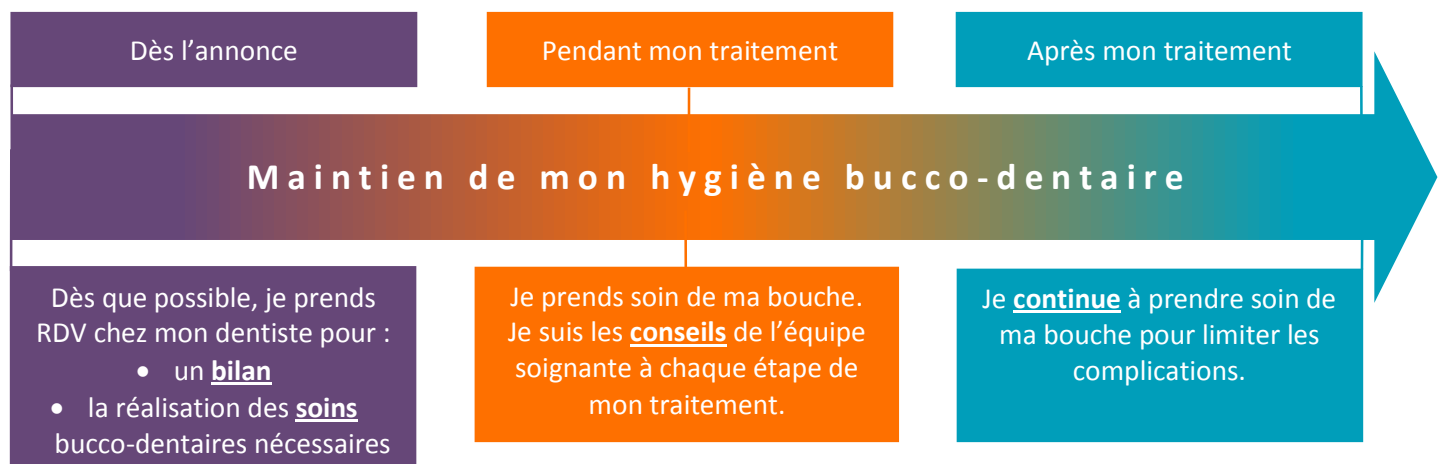 Dès l’annonce
Pendant mon traitement
Après mon traitement
Maintien de mon hygiène bucco-dentaire
Dès que possible, je prends
RDV chez mon dentiste pour :
• un bilan
• la réalisation des soins
bucco-dentaires nécessaires
Je prends soin de ma bouche.
Je suis les conseils de l’équipe
soignante à chaque étape de
mon traitement.
Je continue à prendre soin de
ma bouche pour limiter les
complications.